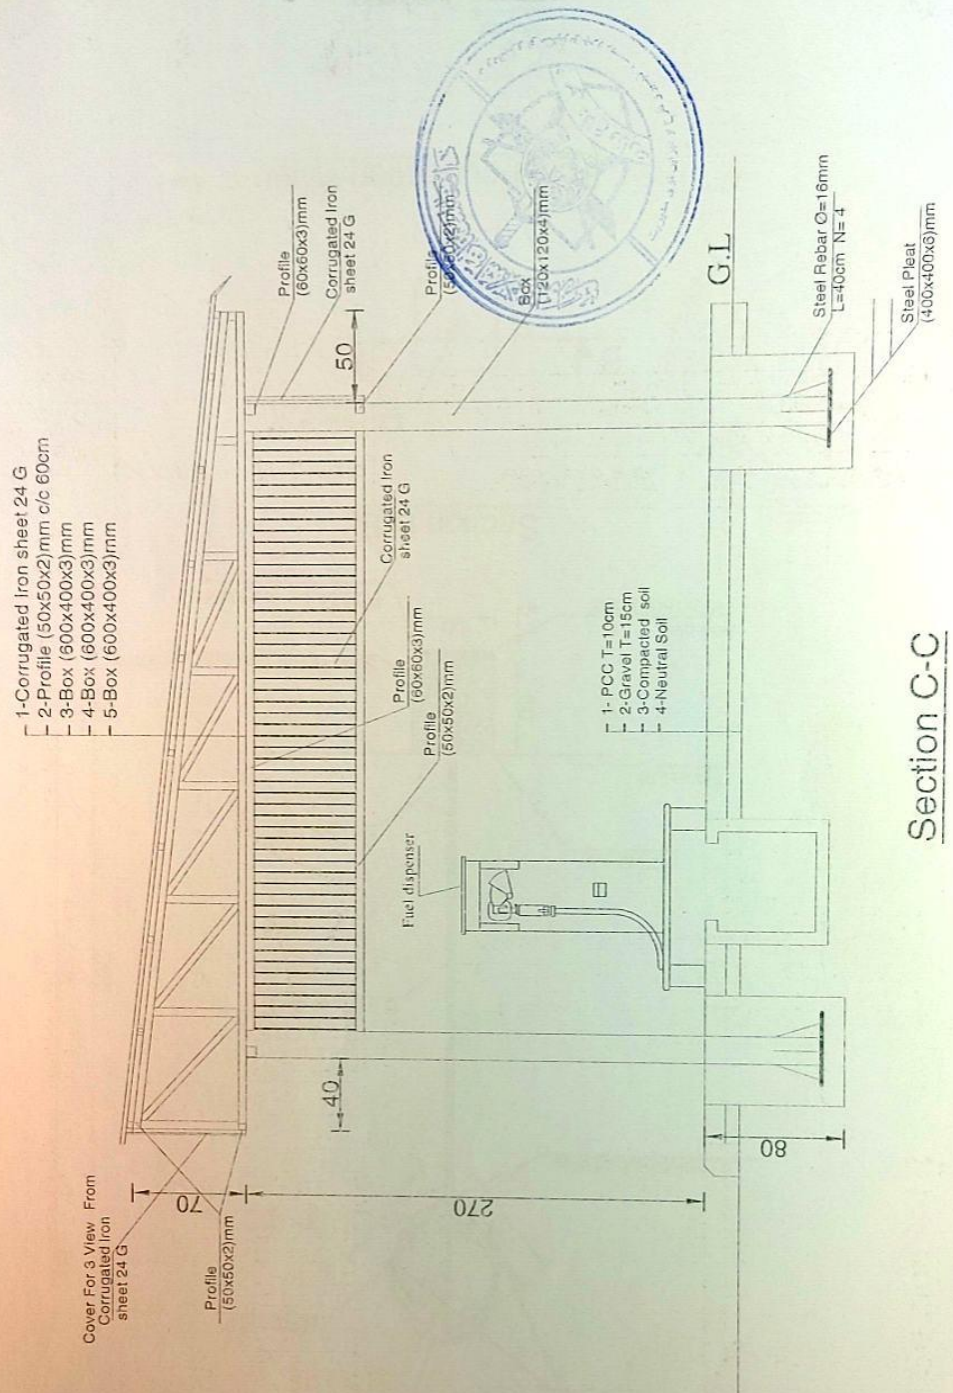 1-Corrugated Iron sheet 24 G
2-Profile (50x50x2)mm c/c 60cm
3-Box (600x400x3)mm
4-Box (600x400x3)mm
5-Box (600x400x3)mm
Cover For 3 View From
Corrugated Iron
sheet 24 G
Profile
(50x50x2)mm
70
270
80
40
50
Profile
(60x60x3)mm
Corrugated Iron
sheet 24 G
Profile
(50x50x2)mm
Box
(120x120x4)mm
Corrugated Iron
sheet 24 G
Profile
(60x60x3)mm
Profile
(50x50x2)mm
Fuel dispenser
1- PCC T=10cm
2-Gravel T=15cm
3-Compacted soil
4-Neutral Soil
G.L
Steel Rebar Ø=16mm
L=40cm N= 4
Steel Pleat
(400x400x6)mm
Section C-C